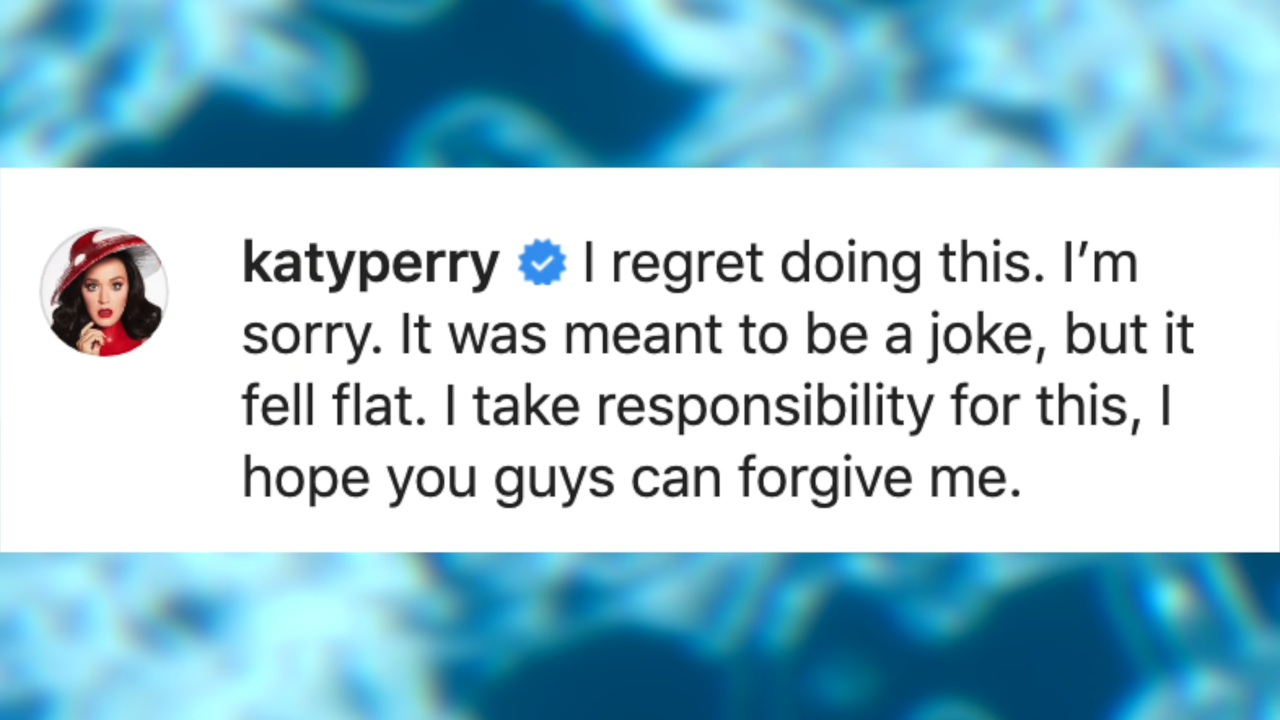 katyperry I regret doing this. I’m
sorry. It was meant to be a joke, but it
fell flat. I take responsibility for this, I
hope you guys can forgive me.